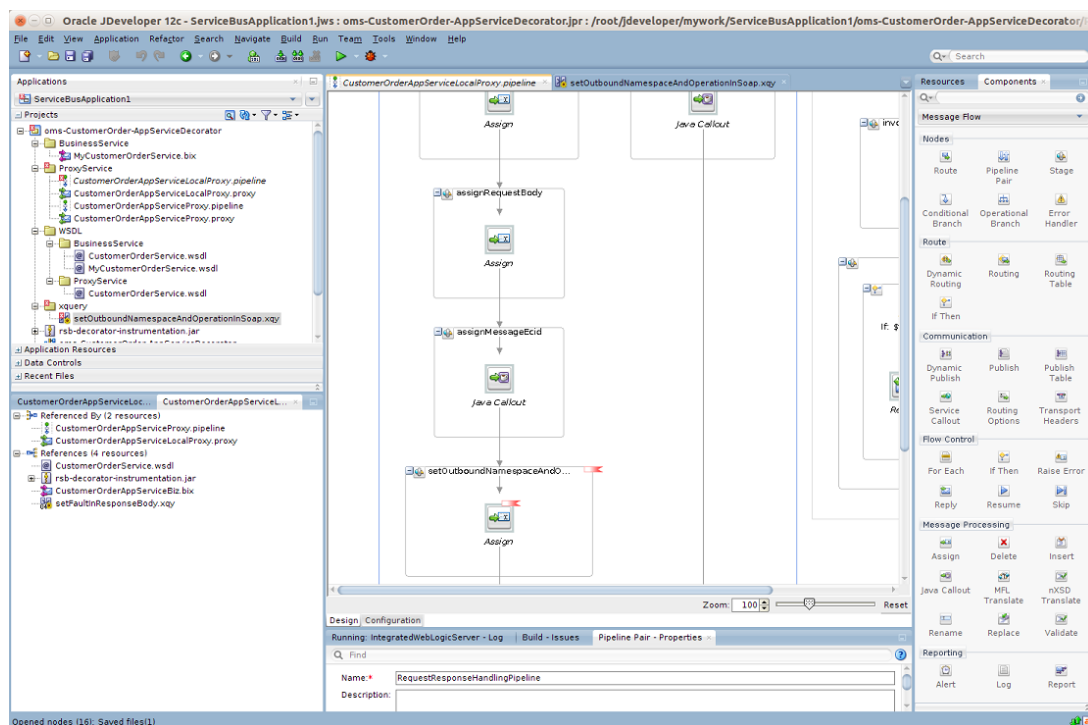 Oracle JDeveloper 12c - ServiceBusApplication1.jws : oms-CustomerOrder-AppServiceDecorator.jpr : /root/jdeveloper/mywork/ServiceBusApplication1/oms-CustomerOrder-AppServiceDecorator/
File Edit View Application Refactor Search Navigate Build Run Team Tools Window Help
Search
Applications
ServiceBusApplication1
Projects
oms-CustomerOrder-AppServiceDecorator
BusinessService
MyCustomerOrderService.bix
ProxyService
CustomerOrderAppServiceLocalProxy.pipeline
CustomerOrderAppServiceLocalProxy.proxy
CustomerOrderAppServiceProxy.pipeline
CustomerOrderAppServiceProxy.proxy
WSDL
BusinessService
CustomerOrderService.wsdl
MyCustomerOrderService.wsdl
ProxyService
CustomerOrderService.wsdl
xquery
setOutboundNamespaceAndOperationInSoap.xqy
rsb-decorator-instrumentation.jar
Application Resources
Data Controls
Recent Files
CustomerOrderAppServiceLoc... CustomerOrderAppServiceL...
Referenced By (2 resources)
CustomerOrderAppServiceProxy.pipeline
CustomerOrderAppServiceLocalProxy.proxy
References (4 resources)
CustomerOrderService.wsdl
rsb-decorator-instrumentation.jar
CustomerOrderAppServiceBiz.bix
setFaultInResponseBody.xqy
CustomerOrderAppServiceLocalProxy.pipeline setOutboundNamespaceAndOperationInSoap.xqy
Assign
Java Callout
invo
assignRequestBody
Assign
If: $
assignMessageEcid
Java Callout
Re
setOutboundNamespaceAndO...
Assign
Zoom: 100 Reset
Design Configuration
Running: IntegratedWebLogicServer - Log Build - Issues Pipeline Pair - Properties
Find
Name:* RequestResponseHandlingPipeline
Description:
Resources Components
Message Flow
Nodes
Route Pipeline Pair Stage
Conditional Branch Operational Branch Error Handler
Route
Dynamic Routing Routing Routing Table
If Then
Communication
Dynamic Publish Publish Publish Table
Service Callout Routing Options Transport Headers
Flow Control
For Each If Then Raise Error
Reply Resume Skip
Message Processing
Assign Delete Insert
Java Callout MFL Translate nXSD Translate
Rename Replace Validate
Reporting
Alert Log Report
Opened nodes (16); Saved files(1)